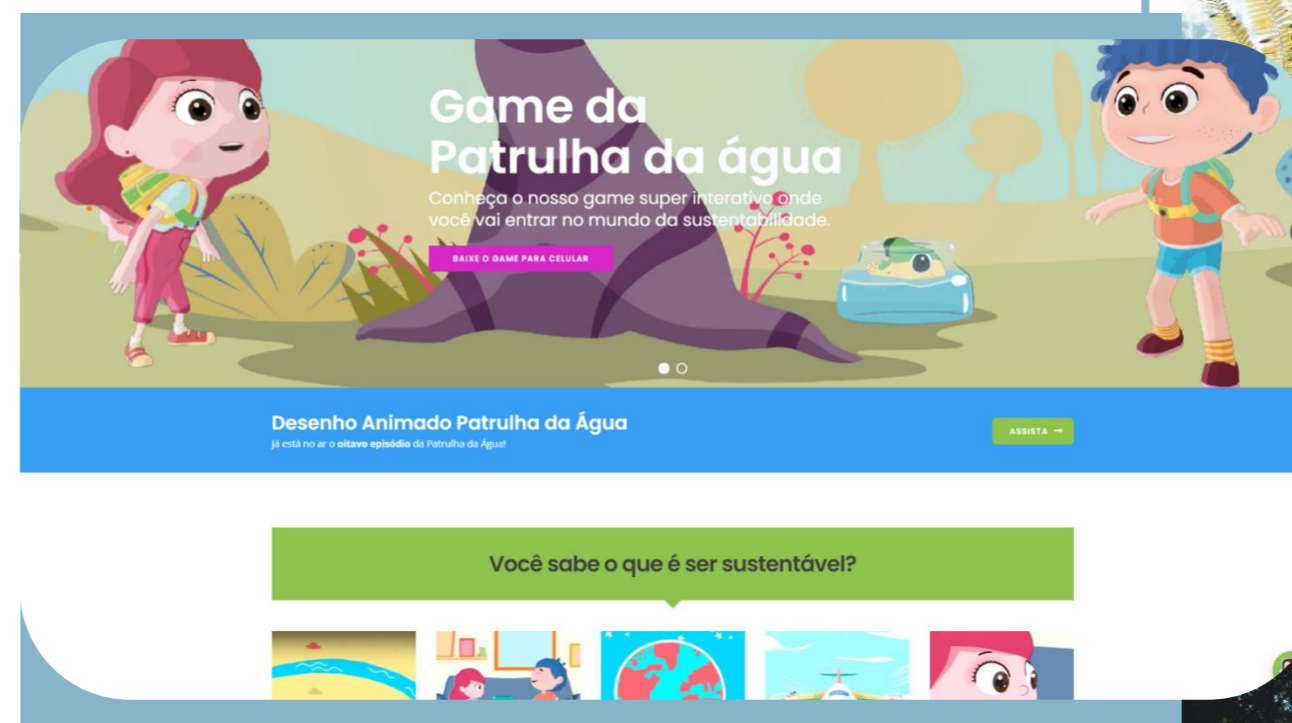 Game da
Patrulha da água
Conheça o nosso game super interativo onde
você vai entrar no mundo da sustentabilidade.
BAIXE O GAME PARA CELULAR
Desenho Animado Patrulha da Água
Já está no ar o oitavo episódio da Patrulha da Água!
ASSISTA →
Você sabe o que é ser sustentável?